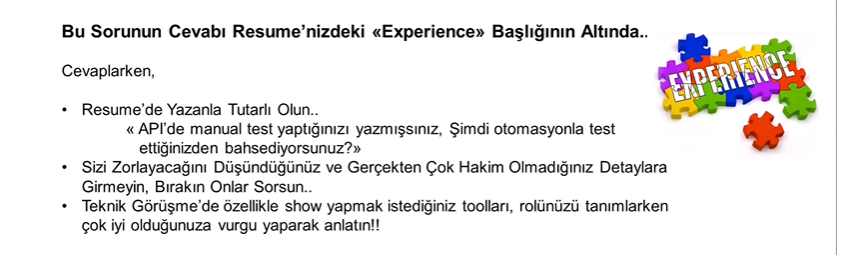 Bu Sorunun Cevabı Resume’nizdeki «Experience» Başlığının Altında..
EXPERIENCE
Cevaplarken,
• Resume’de Yazanla Tutarlı Olun..
« API’de manual test yaptığınızı yazmışsınız, Şimdi otomasyonla test
ettiğinizden bahsediyorsunuz?»
• Sizi Zorlayacağını Düşündüğünüz ve Gerçekten Çok Hakim Olmadığınız Detaylara
Girmeyin, Bırakın Onlar Sorsun..
• Teknik Görüşme’de özellikle show yapmak istediğiniz toolları, rolünüzü tanımlarken
çok iyi olduğunuza vurgu yaparak anlatın!!